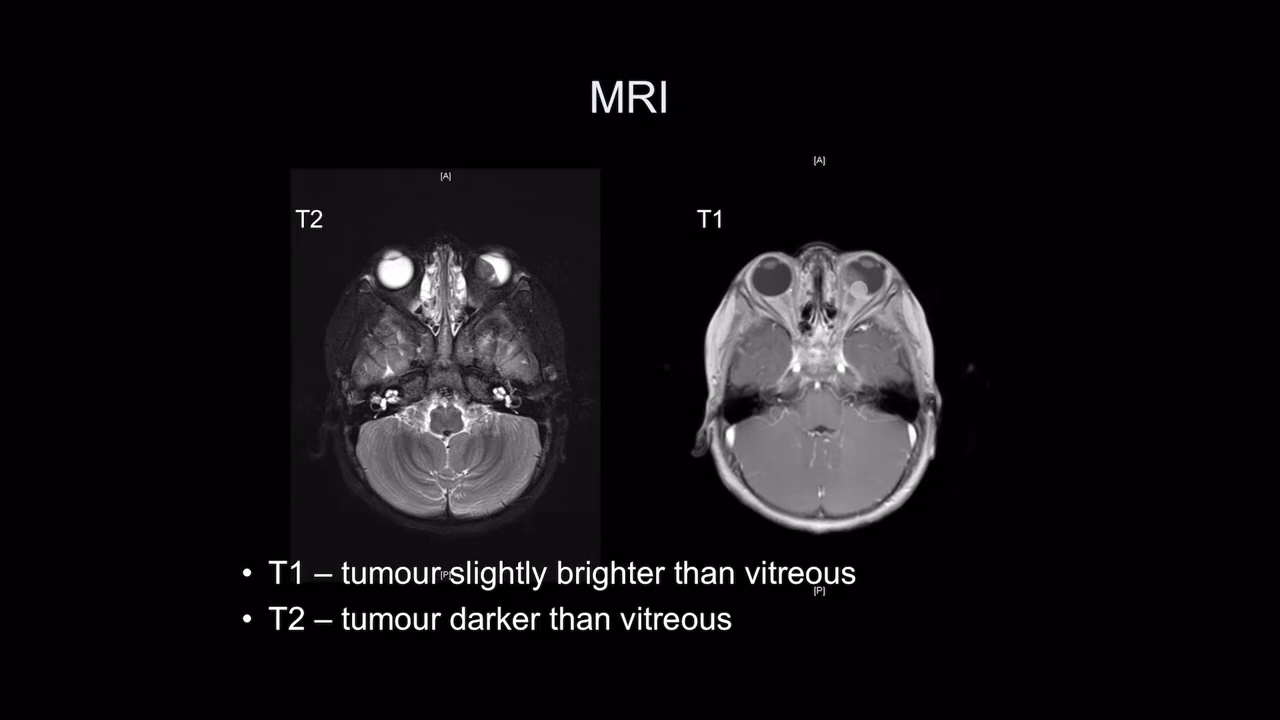 MRI
[A]
[A]
T2
T1
• T1 – tumour slightly brighter than vitreous
[P]
[P]
• T2 – tumour darker than vitreous